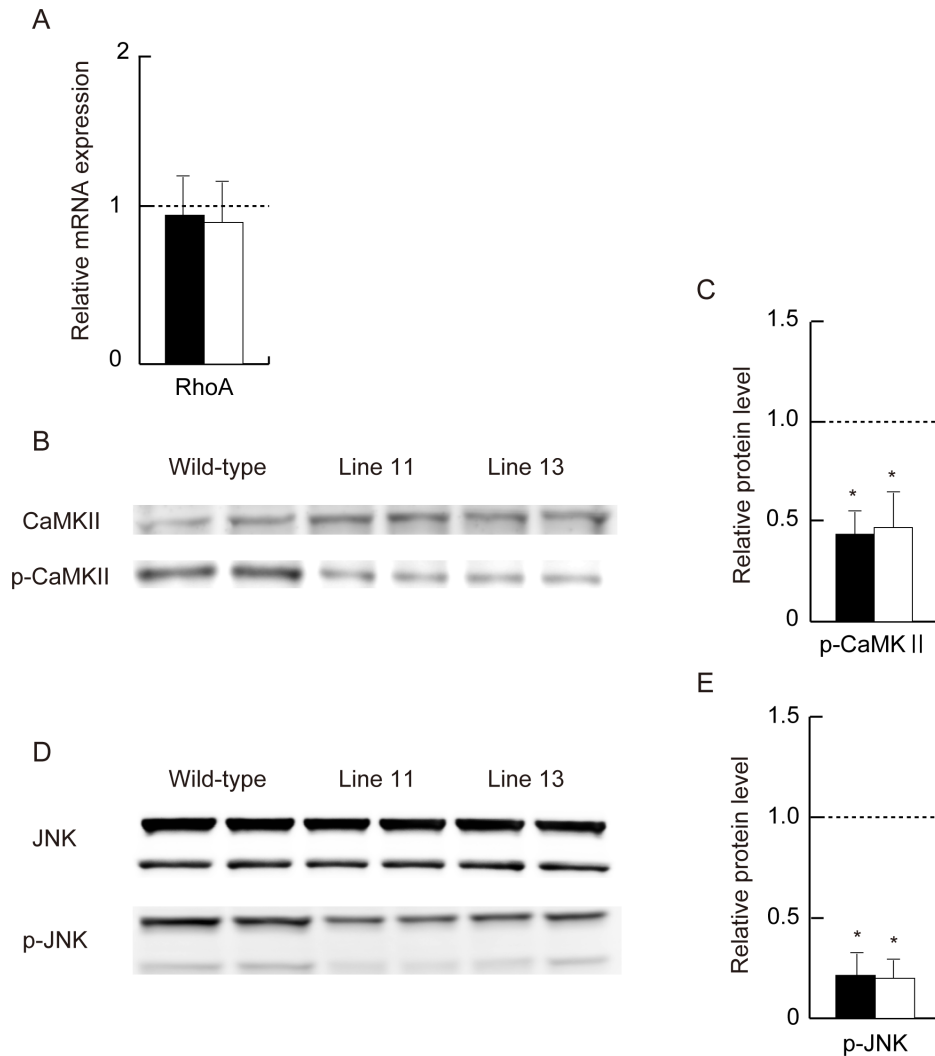 A
2
1
0
Relative mRNA expression
RhoA
B
Wild-type Line 11 Line 13
CaMKII
p-CaMKII
C
1.5
1.0
0.5
0
Relative protein level
* *
p-CaMK II
D
Wild-type Line 11 Line 13
JNK
p-JNK
E
1.5
1.0
0.5
0
Relative protein level
* *
p-JNK